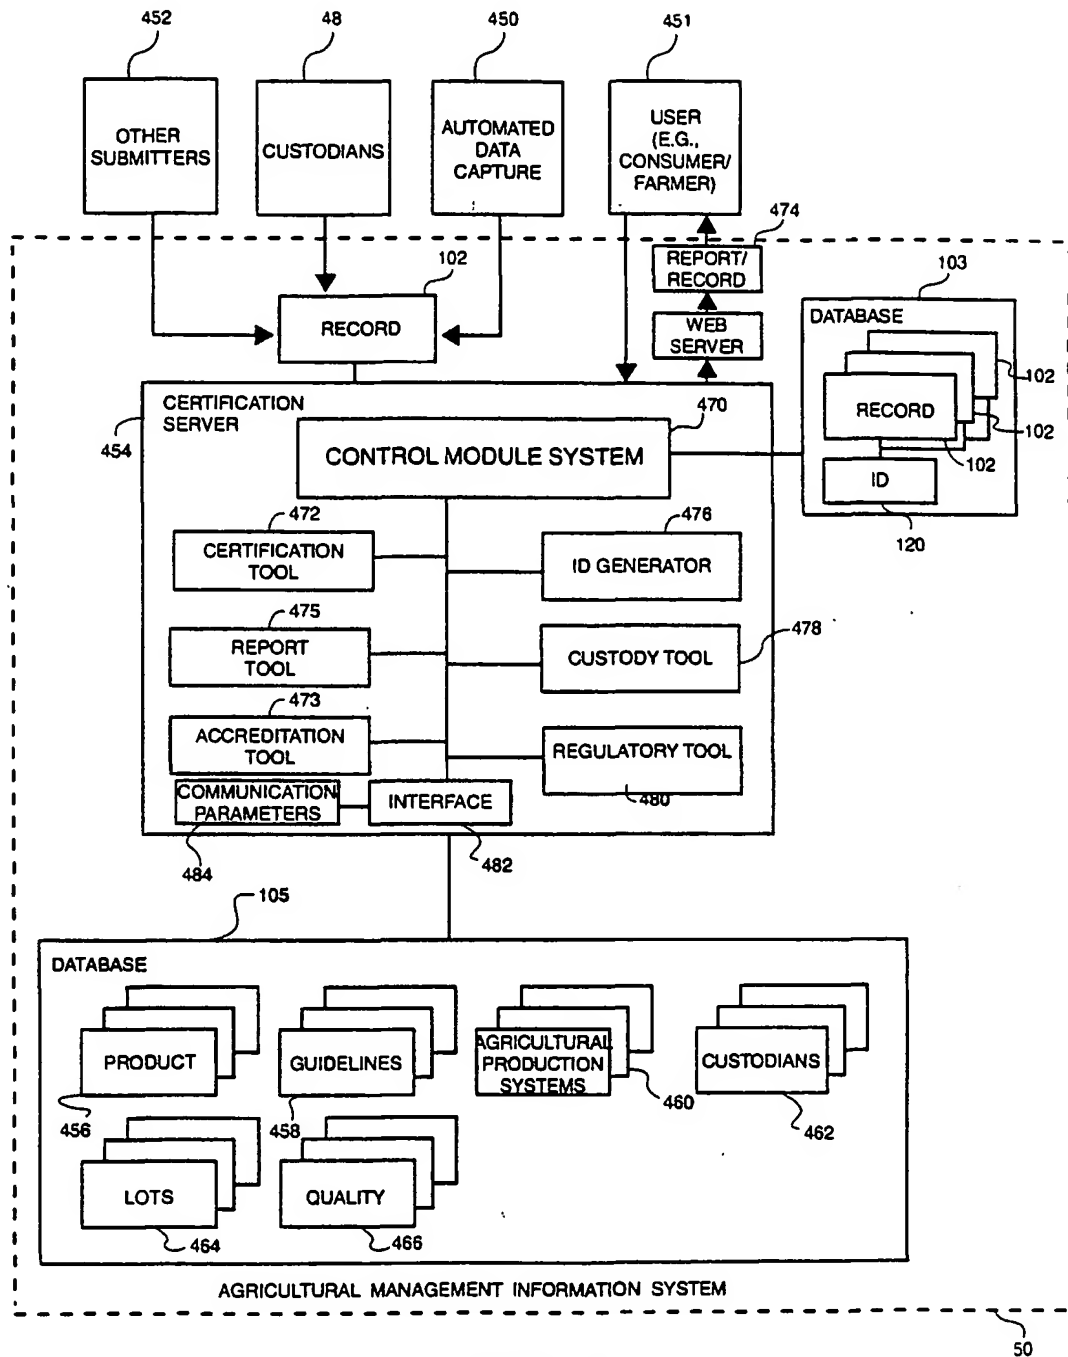 452
48
450
451
OTHER
SUBMITTERS
CUSTODIANS
AUTOMATED
DATA
CAPTURE
USER
(E.G.,
CONSUMER/
FARMER)
474
102
REPORT/
RECORD
103
RECORD
WEB
SERVER
DATABASE
102
RECORD
102
102
ID
120
CERTIFICATION
SERVER
454
470
CONTROL MODULE SYSTEM
472
CERTIFICATION
TOOL
476
ID GENERATOR
475
REPORT
TOOL
478
CUSTODY TOOL
473
ACCREDITATION
TOOL
REGULATORY TOOL
480
COMMUNICATION
PARAMETERS
INTERFACE
484
482
105
DATABASE
PRODUCT
GUIDELINES
AGRICULTURAL
PRODUCTION
SYSTEMS
CUSTODIANS
456
458
460
462
LOTS
QUALITY
464
466
AGRICULTURAL MANAGEMENT INFORMATION SYSTEM
50